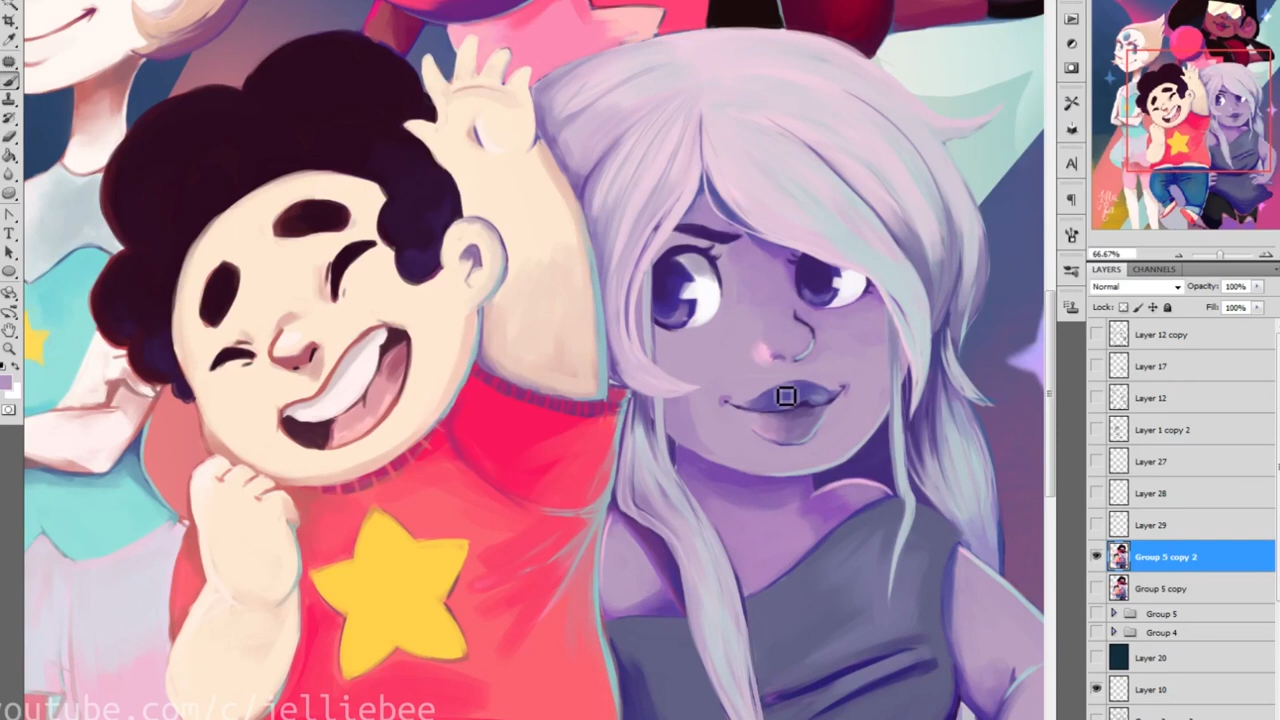 66.67%
LAYERS CHANNELS
Normal Opacity: 100%
Lock: Fill: 100%
Layer 12 copy
Layer 17
Layer 12
Layer 1 copy 2
Layer 27
Layer 28
Layer 29
Group 5 copy 2
Group 5 copy
Group 5
Group 4
Layer 20
Layer 10
youtube.com/c/jelliebee